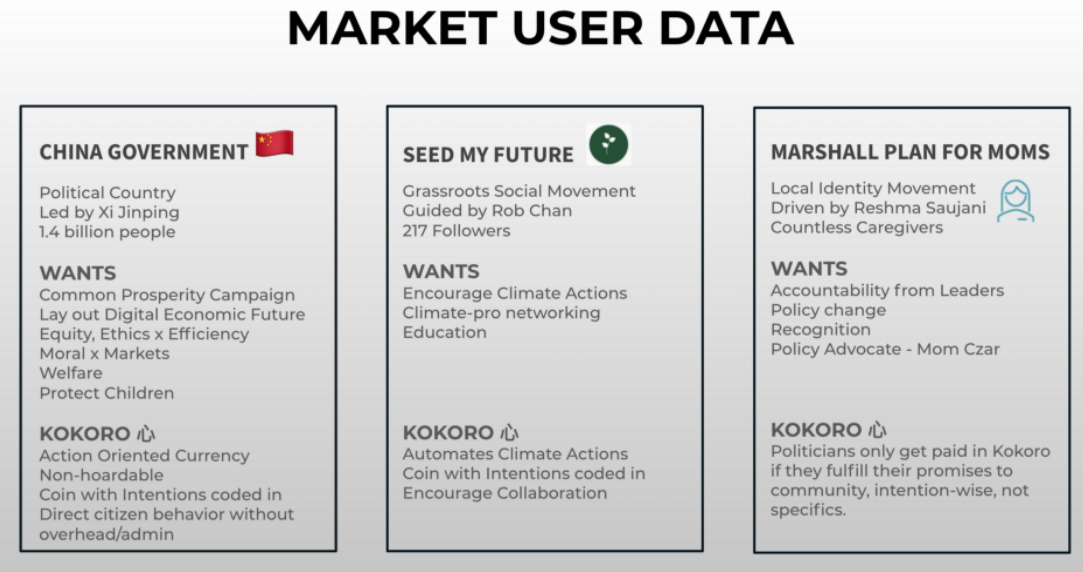 MARKET USER DATA
CHINA GOVERNMENT
Political Country
Led by Xi Jinping
1.4 billion people
WANTS
Common Prosperity Campaign
Lay out Digital Economic Future
Equity, Ethics x Efficiency
Moral x Markets
Welfare
Protect Children
KOKORO 心
Action Oriented Currency
Non-hoardable
Coin with Intentions coded in
Direct citizen behavior without
overhead/admin
SEED MY FUTURE
Grassroots Social Movement
Guided by Rob Chan
217 Followers
WANTS
Encourage Climate Actions
Climate-pro networking
Education
KOKORO 心
Automates Climate Actions
Coin with Intentions coded in
Encourage Collaboration
MARSHALL PLAN FOR MOMS
Local Identity Movement
Driven by Reshma Saujani
Countless Caregivers
WANTS
Accountability from Leaders
Policy change
Recognition
Policy Advocate - Mom Czar
KOKORO 心
Politicians only get paid in Kokoro
if they fulfill their promises to
community, intention-wise, not
specifics.